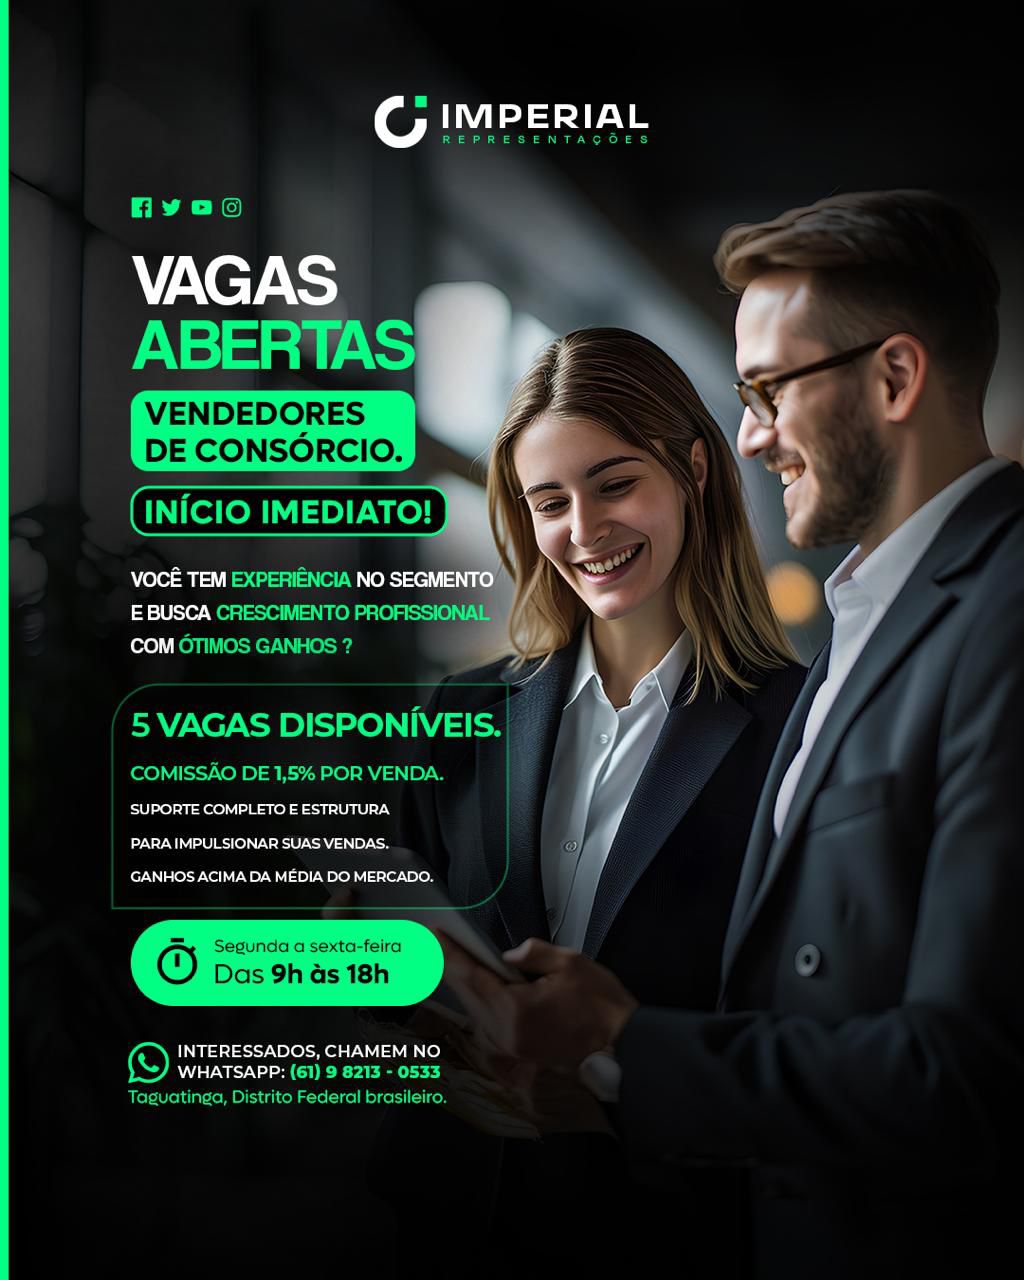 IMPERIAL
REPRESENTAÇÕES
VAGAS
ABERTAS
VENDEDORES
DE CONSÓRCIO.
INÍCIO IMEDIATO!
VOCÊ TEM EXPERIÊNCIA NO SEGMENTO
E BUSCA CRESCIMENTO PROFISSIONAL
COM ÓTIMOS GANHOS ?
5 VAGAS DISPONÍVEIS.
COMISSÃO DE 1,5% POR VENDA.
SUPORTE COMPLETO E ESTRUTURA
PARA IMPULSIONAR SUAS VENDAS.
GANHOS ACIMA DA MÉDIA DO MERCADO.
Segunda a sexta-feira
Das 9h às 18h
INTERESSADOS, CHAMEM NO
WHATSAPP: (61) 9 8213 - 0533
Taguatinga, Distrito Federal brasileiro.